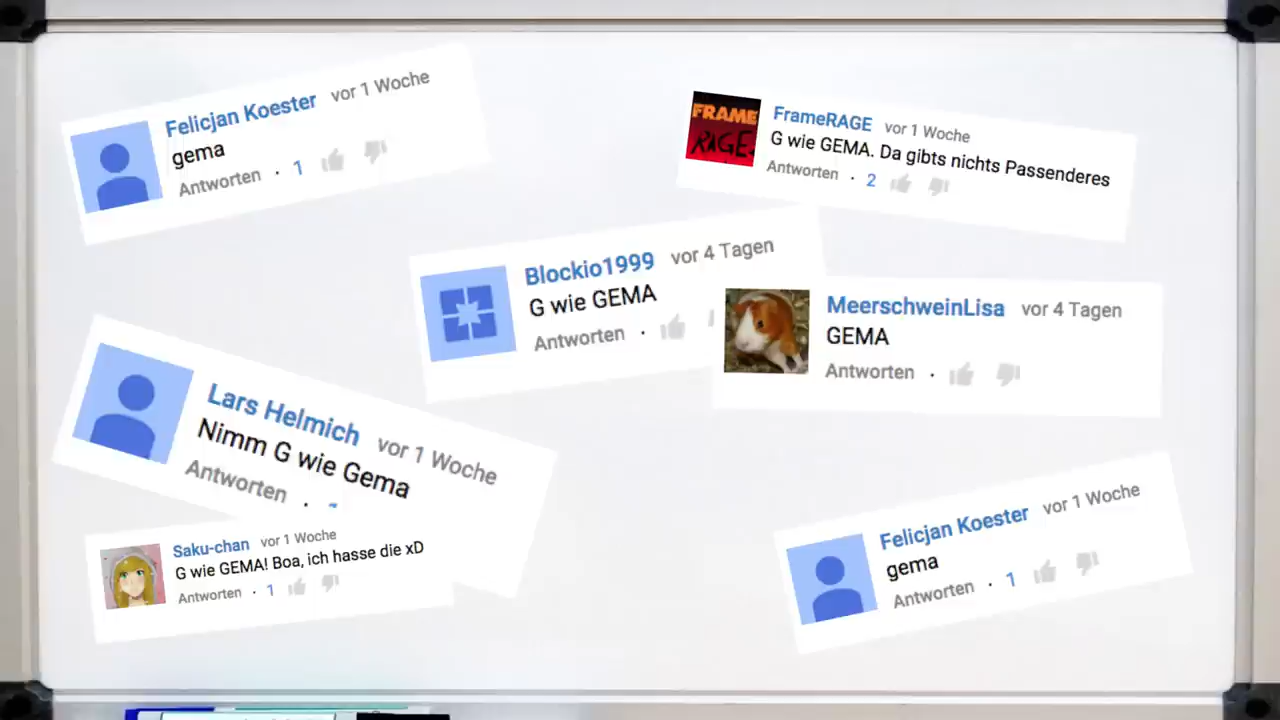 Felicjan Koester vor 1 Woche
gema
Antworten · 1
FRAME
RAGE
FrameRAGE vor 1 Woche
G wie GEMA. Da gibts nichts Passenderes
Antworten · 2
Blockio1999 vor 4 Tagen
G wie GEMA
Antworten ·
MeerschweinLisa vor 4 Tagen
GEMA
Antworten ·
Lars Helmich vor 1 Woche
Nimm G wie Gema
Antworten ·
Saku-chan vor 1 Woche
G wie GEMA! Boa, ich hasse die xD
Antworten · 1
Felicjan Koester vor 1 Woche
gema
Antworten · 1